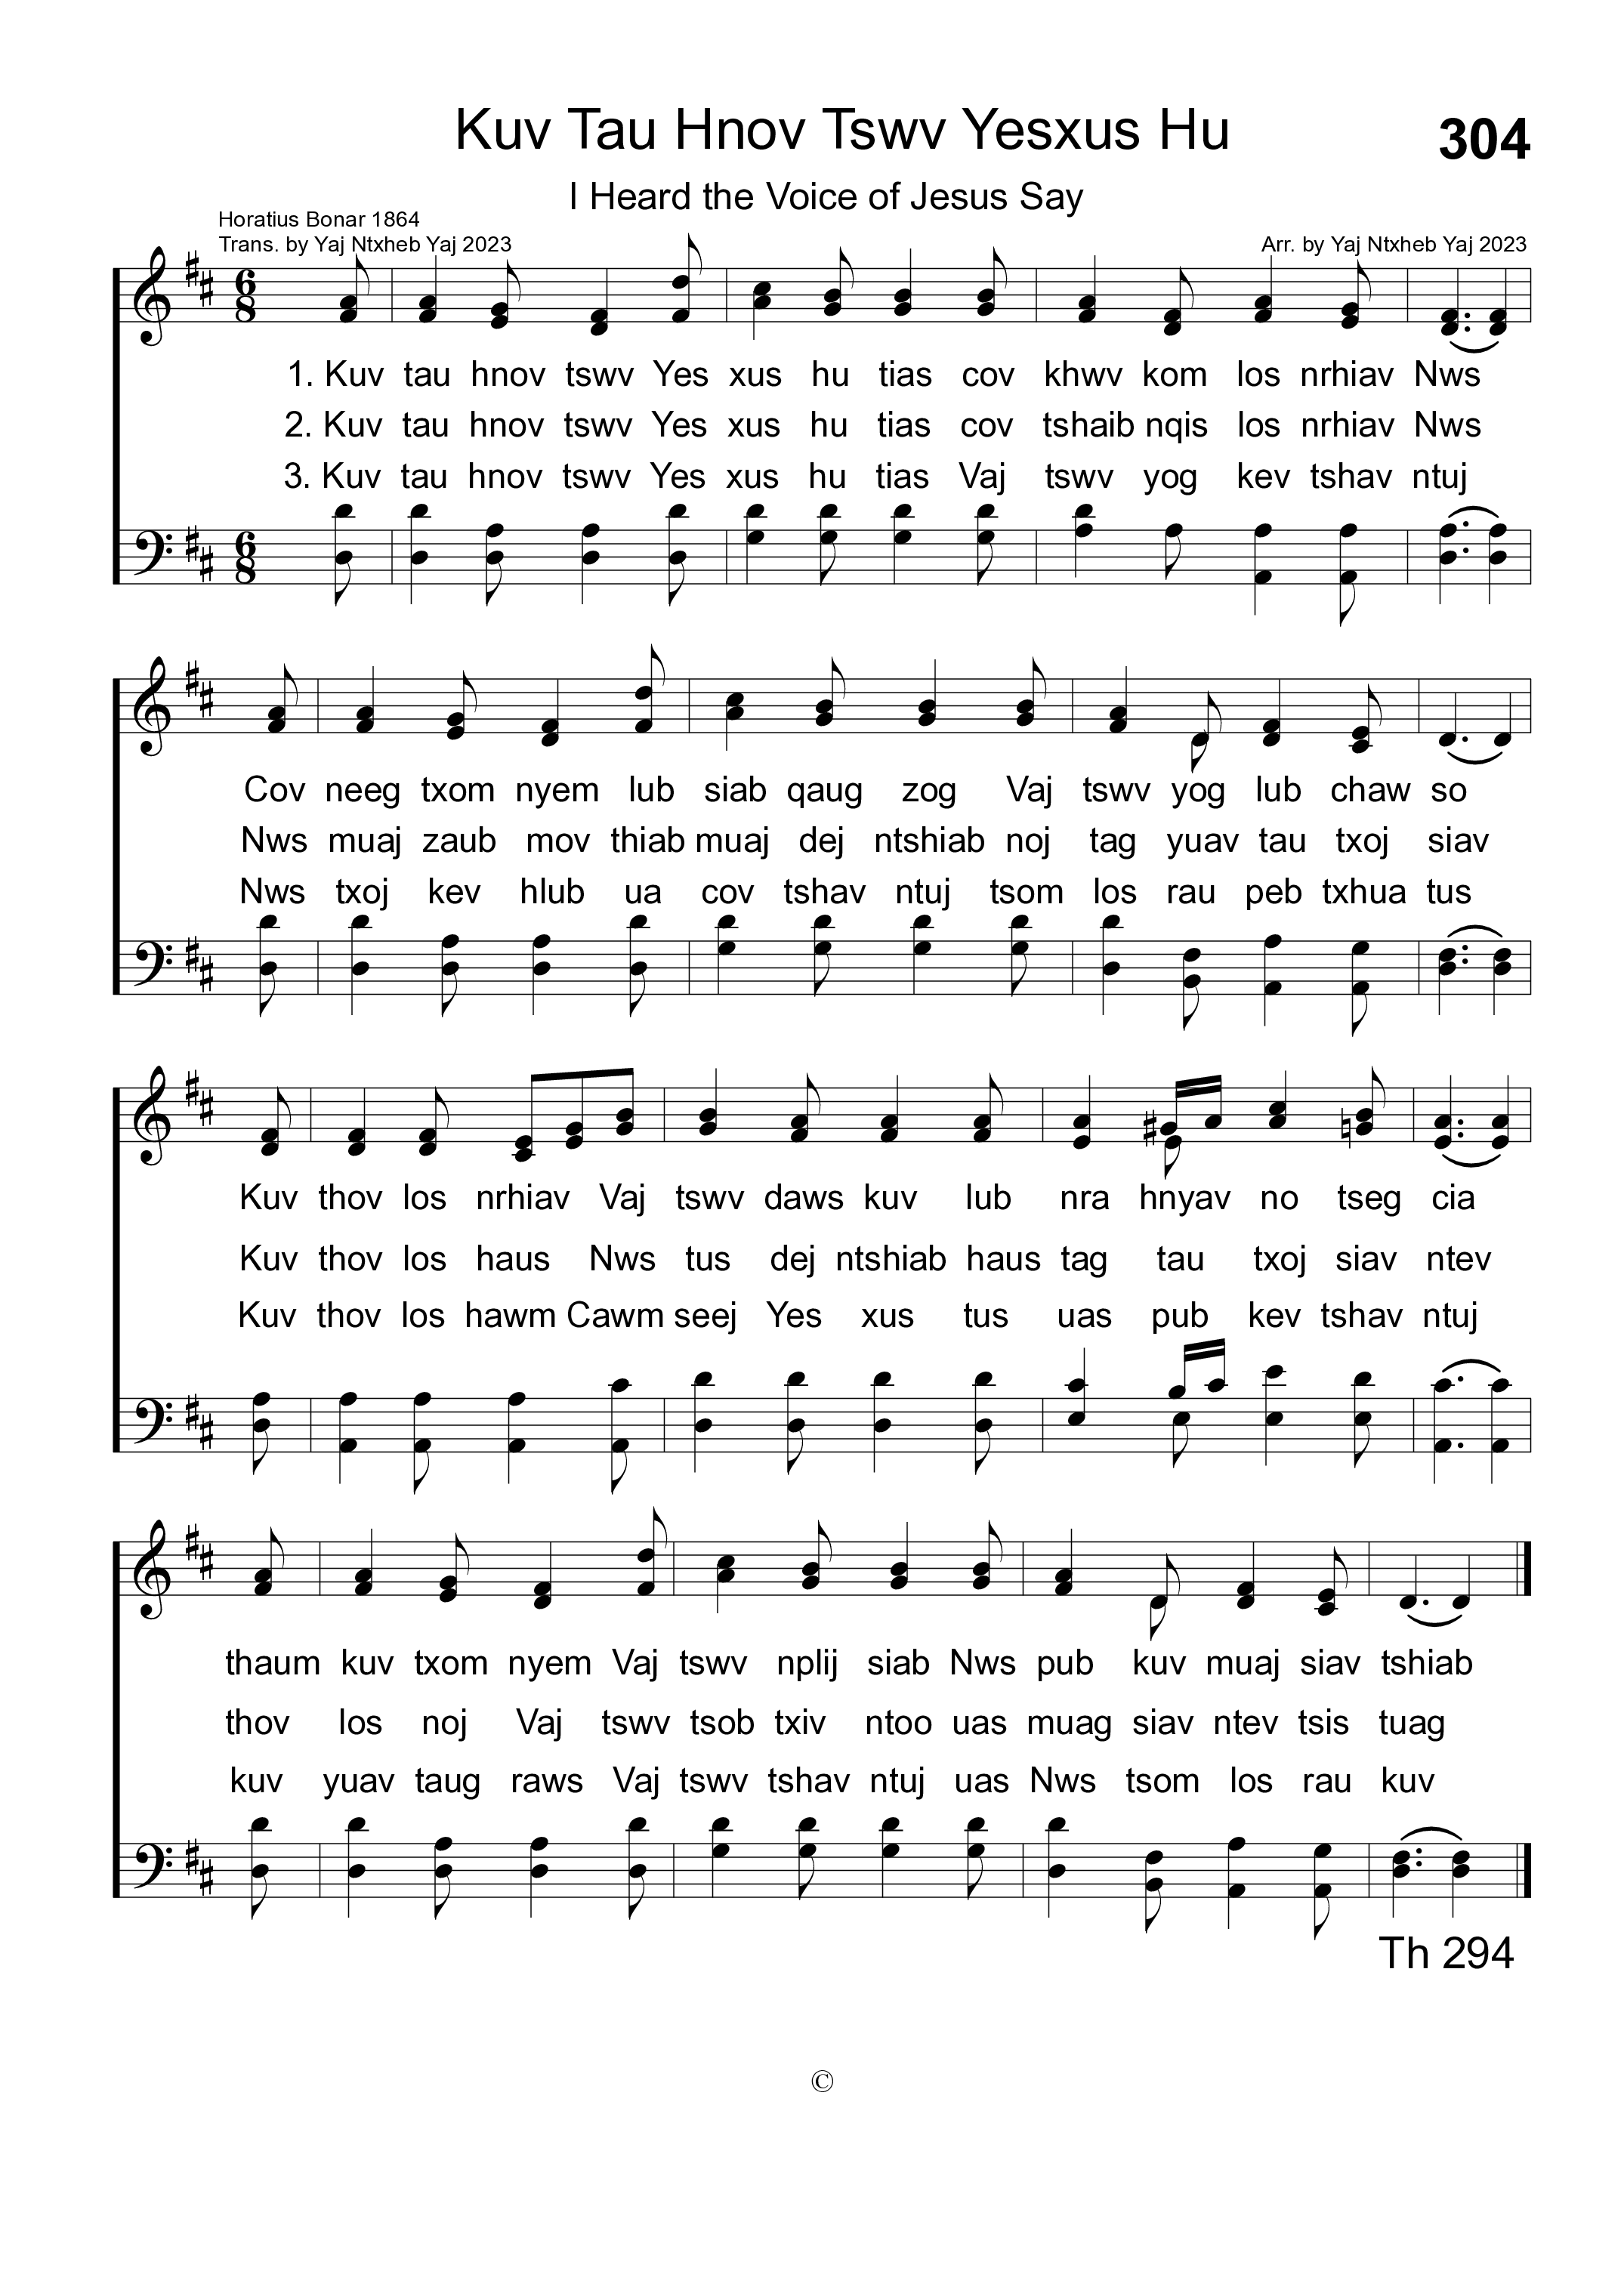 Kuv Tau Hnov Tswv Yesxus Hu
304
I Heard the Voice of Jesus Say
Horatius Bonar 1864
Trans. by Yaj Ntxheb Yaj 2023
Arr. by Yaj Ntxheb Yaj 2023
6 8
1. Kuv tau hnov tswv Yes xus hu tias cov khwv kom los nrhiav Nws
2. Kuv tau hnov tswv Yes xus hu tias cov tshaib nqis los nrhiav Nws
3. Kuv tau hnov tswv Yes xus hu tias Vaj tswv yog kev tshav ntuj
6 8
Cov neeg txom nyem lub siab qaug zog Vaj tswv yog lub chaw so
Nws muaj zaub mov thiab muaj dej ntshiab noj tag yuav tau txoj siav
Nws txoj kev hlub ua cov tshav ntuj tsom los rau peb txhua tus
Kuv thov los nrhiav Vaj tswv daws kuv lub nra hnyav no tseg cia
Kuv thov los haus Nws tus dej ntshiab haus tag tau txoj siav ntev
Kuv thov los hawm Cawm seej Yes xus tus uas pub kev tshav ntuj
thaum kuv txom nyem Vaj tswv nplij siab Nws pub kuv muaj siav tshiab
thov los noj Vaj tswv tsob txiv ntoo uas muag siav ntev tsis tuag
kuv yuav taug raws Vaj tswv tshav ntuj uas Nws tsom los rau kuv
Th 294
©